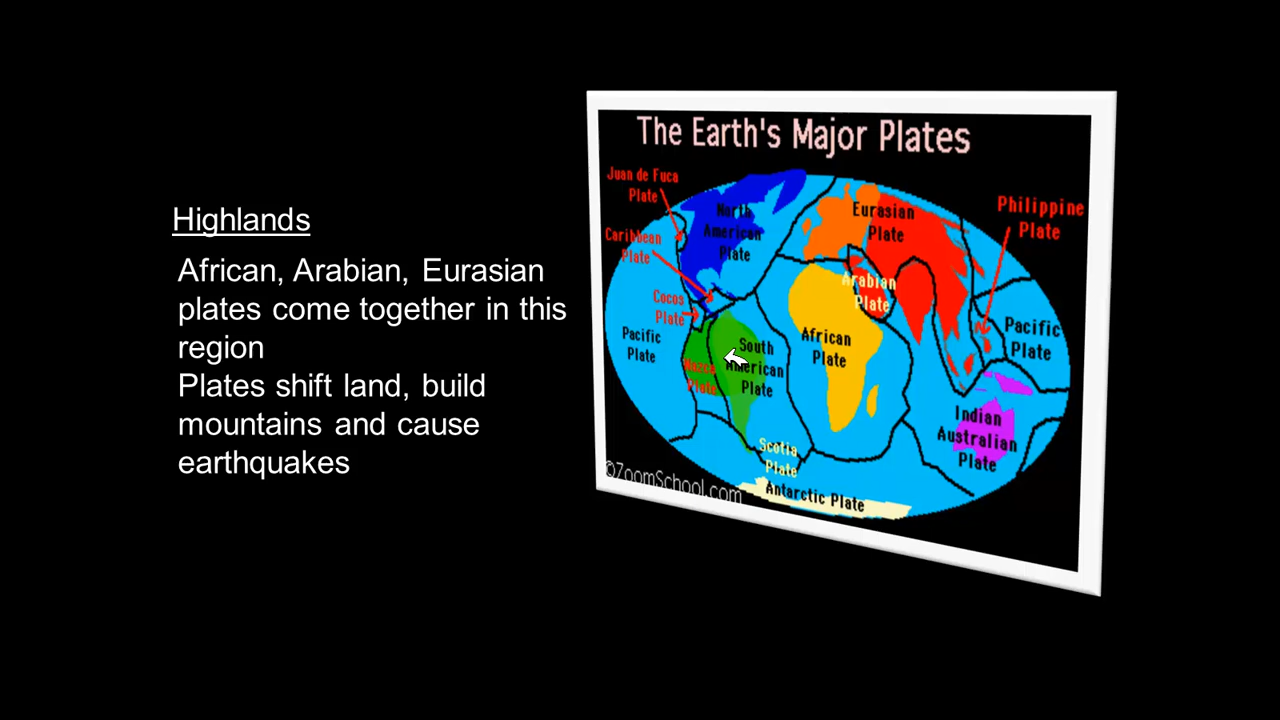 Highlands
African, Arabian, Eurasian
plates come together in this
region
Plates shift land, build
mountains and cause
earthquakes
The Earth's Major Plates
Juan de Fuca
Plate
North
American
Plate
Eurasian
Plate
Philippine
Plate
Caribbean
Plate
Arabian
Plate
Cocos
Plate
Pacific
Plate
South
American
Plate
African
Plate
Pacific
Plate
Nazca
Plate
Indian
Australian
Plate
Scotia
Plate
Antarctic Plate
©ZoomSchool.com